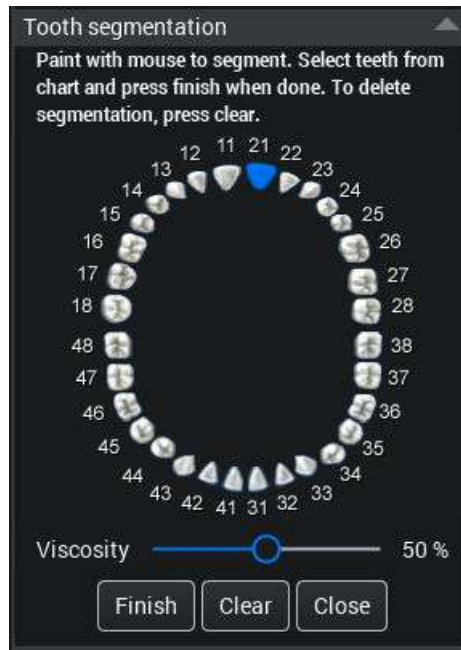 Tooth segmentation
Paint with mouse to segment. Select teeth from
chart and press finish when done. To delete
segmentation, press clear.
11 21
12 22
13 23
14 24
15 25
16 26
17 27
18 28
48 38
47 37
46 36
45 35
44 34
43 33
42 41 31 32
Viscosity 50 %
Finish Clear Close